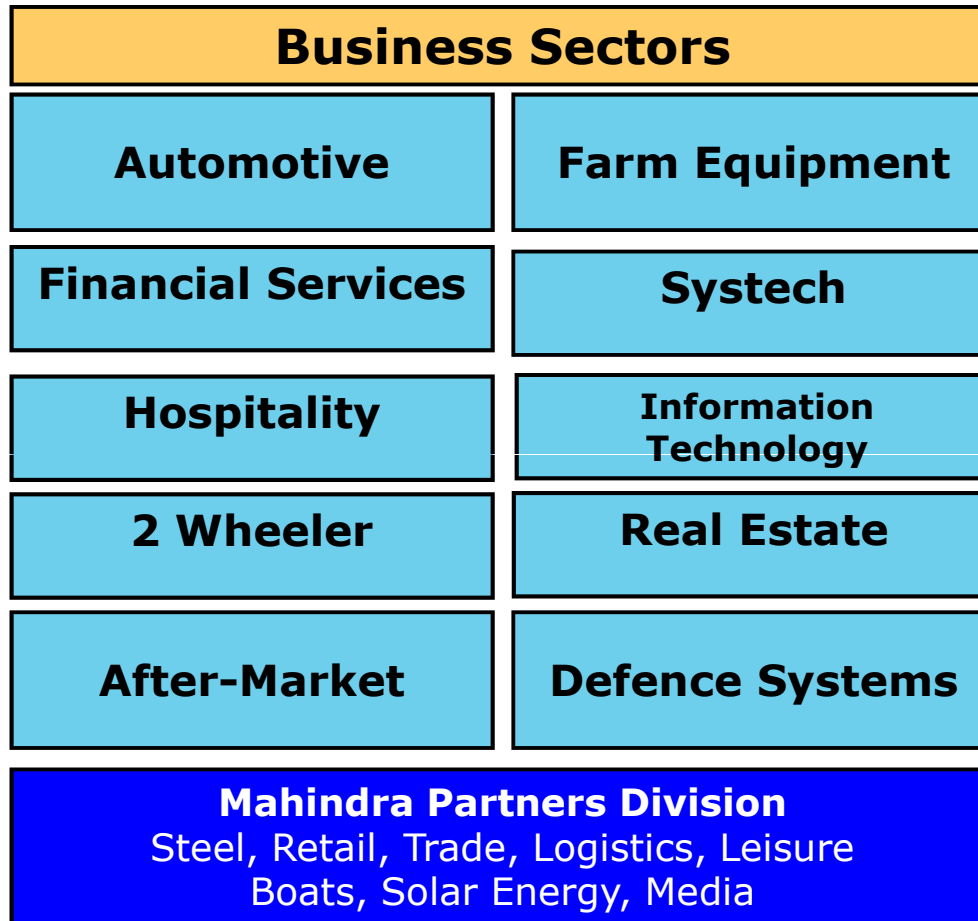 Business Sectors
Automotive
Farm Equipment
Financial Services
Systech
Hospitality
Information
Technology
2 Wheeler
Real Estate
After-Market
Defence Systems
Mahindra Partners Division
Steel, Retail, Trade, Logistics, Leisure
Boats, Solar Energy, Media